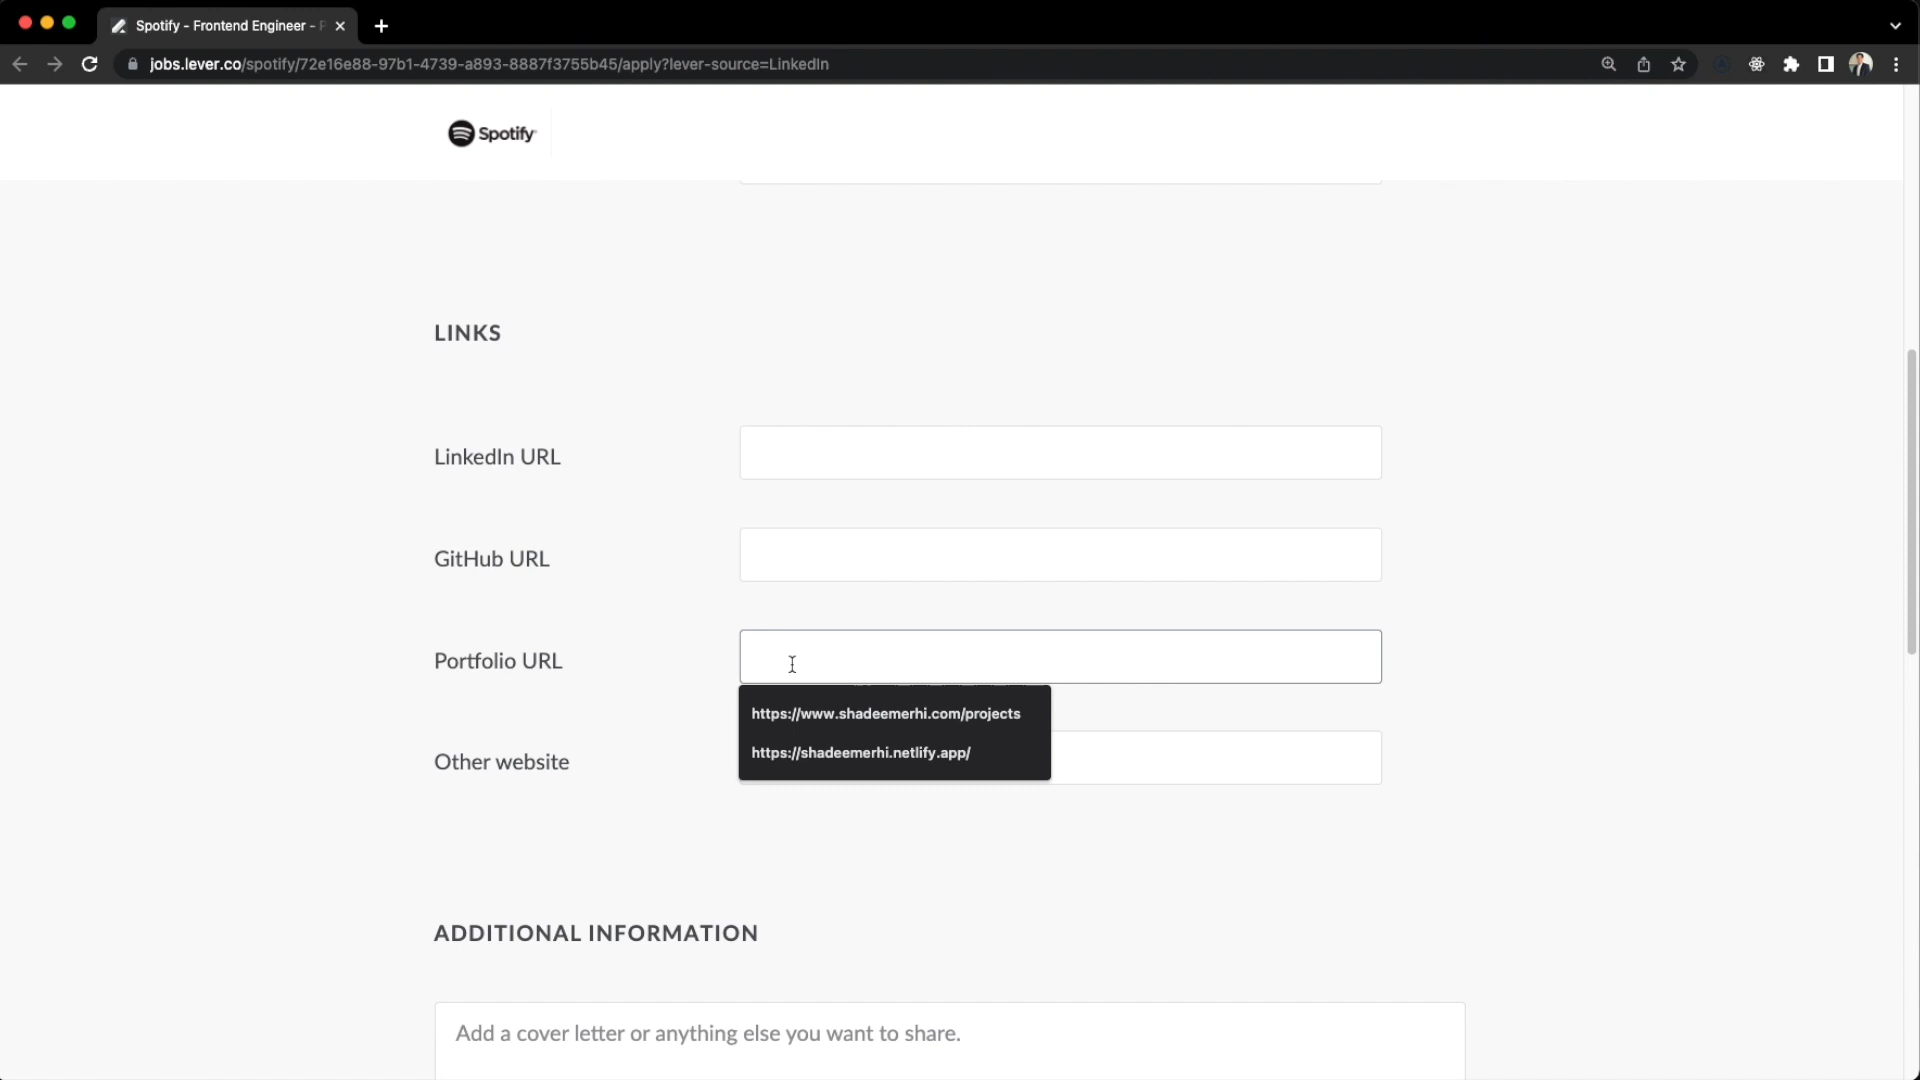 Spotify - Frontend Engineer -
jobs.lever.co/spotify/72e16e88-97b1-4739-a893-8887f3755b45/apply?lever-source=LinkedIn
Spotify
LINKS
LinkedIn URL
GitHub URL
Portfolio URL
https://www.shadeemerhi.com/projects
https://shadeemerhi.netlify.app/
Other website
ADDITIONAL INFORMATION
Add a cover letter or anything else you want to share.